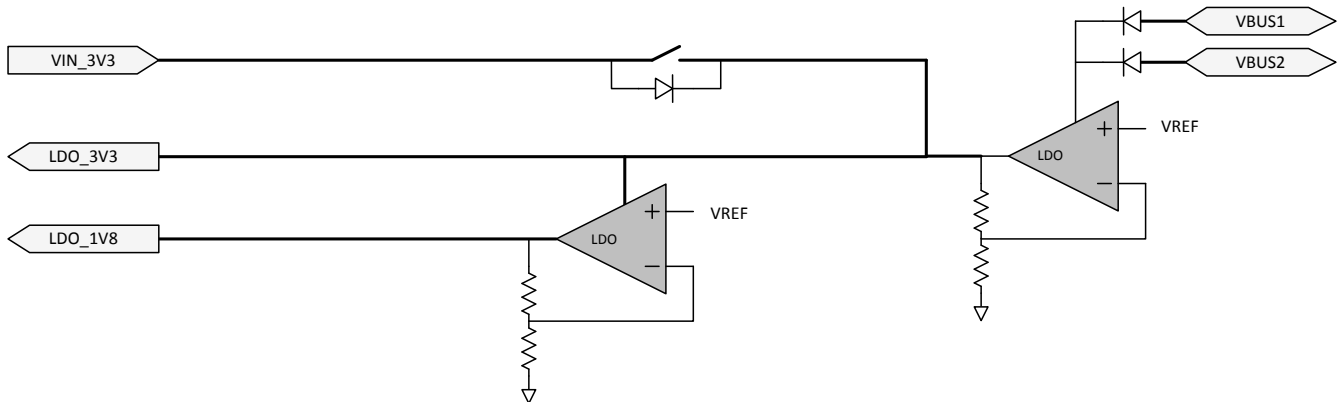 VBUS1
VIN_3V3
VBUS2
+
VREF
LDO_3V3
LDO
−
+
VREF
LDO_1V8
LDO
−